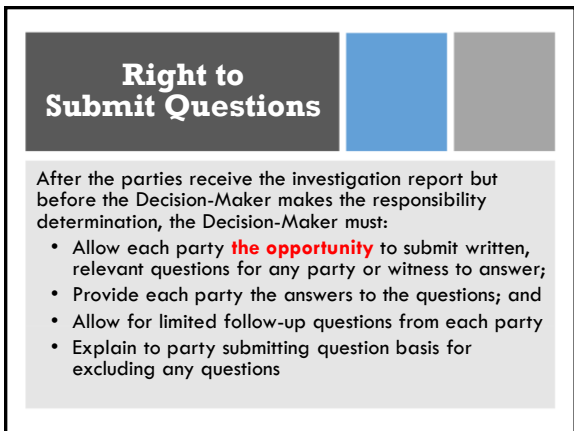 Right to
Submit Questions
After the parties receive the investigation report but
before the Decision-Maker makes the responsibility
determination, the Decision-Maker must:
• Allow each party the opportunity to submit written,
relevant questions for any party or witness to answer;
• Provide each party the answers to the questions; and
• Allow for limited follow-up questions from each party
• Explain to party submitting question basis for
excluding any questions